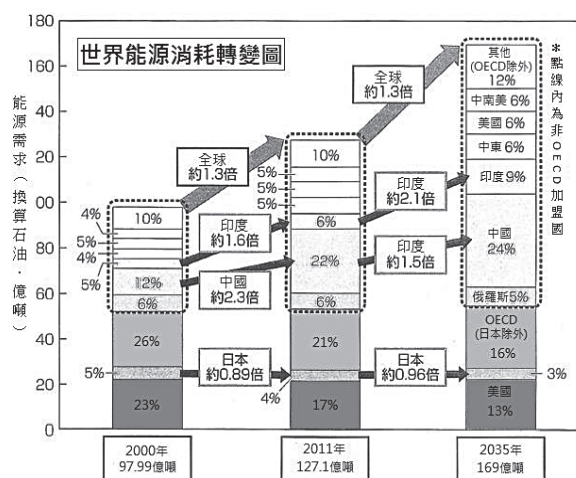 世界能源消耗轉變圖
能源需求(換算石油・億噸)
180
160
40
20
00
80
60
40
20
0
全球
約1.3倍
全球
約1.3倍
印度
約1.6倍
中國
約2.3倍
印度
約2.1倍
印度
約1.5倍
日本
約0.89倍
日本
約0.96倍
10%
4%
5%
4%
5%
12%
6%
26%
5%
23%
10%
5%
5%
5%
6%
22%
6%
21%
4%
17%
其他
(OECD除外)
12%
中南美 6%
美國 6%
中東 6%
印度 9%
中國
24%
俄羅斯5%
OECD
(日本除外)
16%
3%
美國
13%
*點線內為非OECD加盟國
2000年
97.99億噸
2011年
127.1億噸
2035年
169億噸